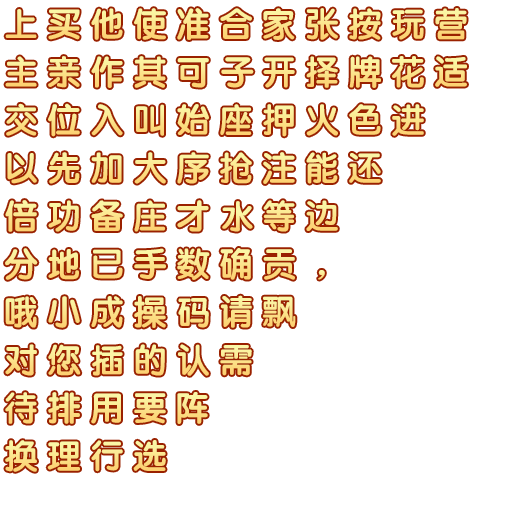 上买他使准合家张按玩营
主亲作其可子开择牌花适
交位入叫始座押火色进
以先加大序抢注能还
倍功备庄才水等边
分地已手数确贡，
哦小成操码请飘
对您插的认需
待排用要阵
换理行选